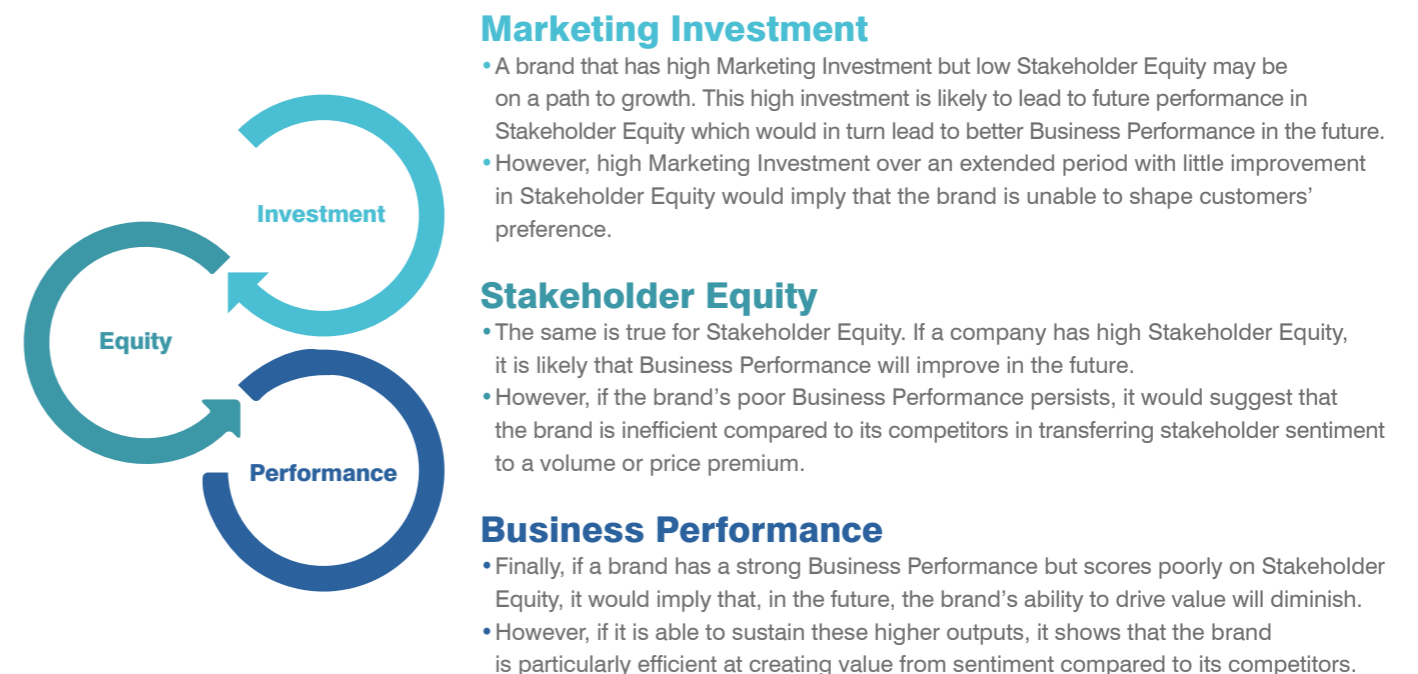 Marketing Investment
• A brand that has high Marketing Investment but low Stakeholder Equity may be
on a path to growth. This high investment is likely to lead to future performance in
Stakeholder Equity which would in turn lead to better Business Performance in the future.
• However, high Marketing Investment over an extended period with little improvement
in Stakeholder Equity would imply that the brand is unable to shape customers’
preference.
Investment
Stakeholder Equity
• The same is true for Stakeholder Equity. If a company has high Stakeholder Equity,
it is likely that Business Performance will improve in the future.
• However, if the brand’s poor Business Performance persists, it would suggest that
the brand is inefficient compared to its competitors in transferring stakeholder sentiment
to a volume or price premium.
Equity
Business Performance
• Finally, if a brand has a strong Business Performance but scores poorly on Stakeholder
Equity, it would imply that, in the future, the brand’s ability to drive value will diminish.
• However, if it is able to sustain these higher outputs, it shows that the brand
is particularly efficient at creating value from sentiment compared to its competitors.
Performance